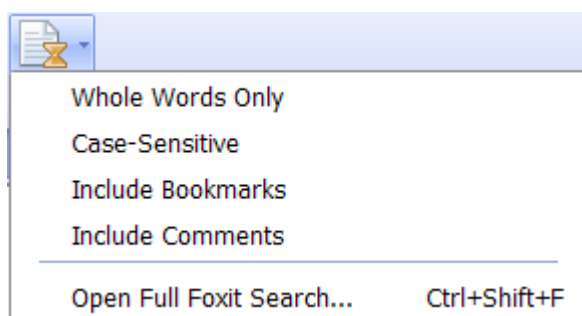 Whole Words Only
Case-Sensitive
Include Bookmarks
Include Comments
Open Full Foxit Search... Ctrl+Shift+F